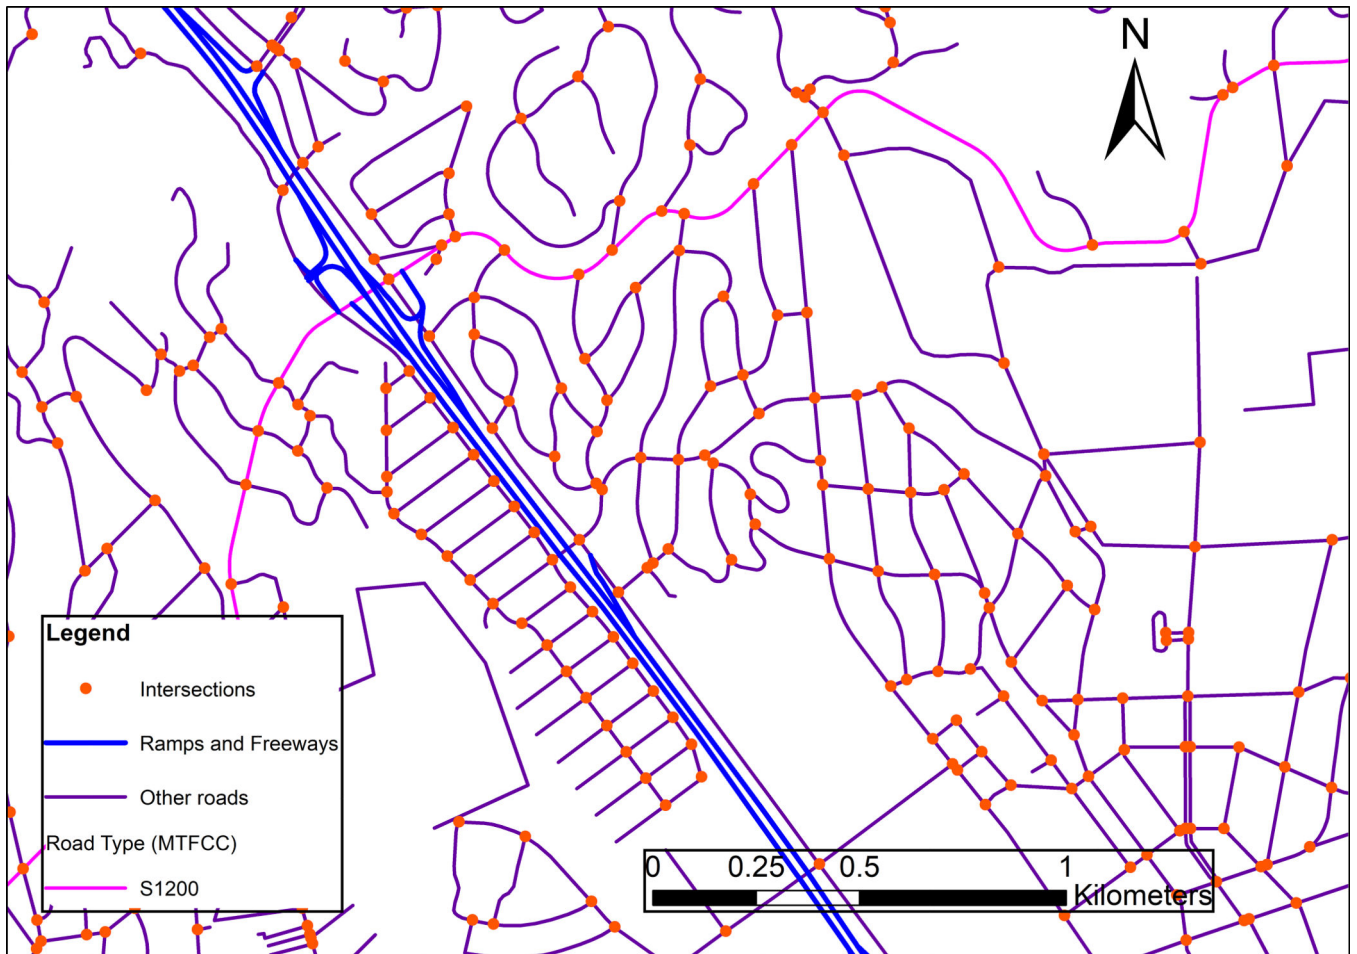 N
Legend
Intersections
Ramps and Freeways
Other roads
Road Type (MTFCC)
S1200
0 0.25 0.5 1
Kilometers